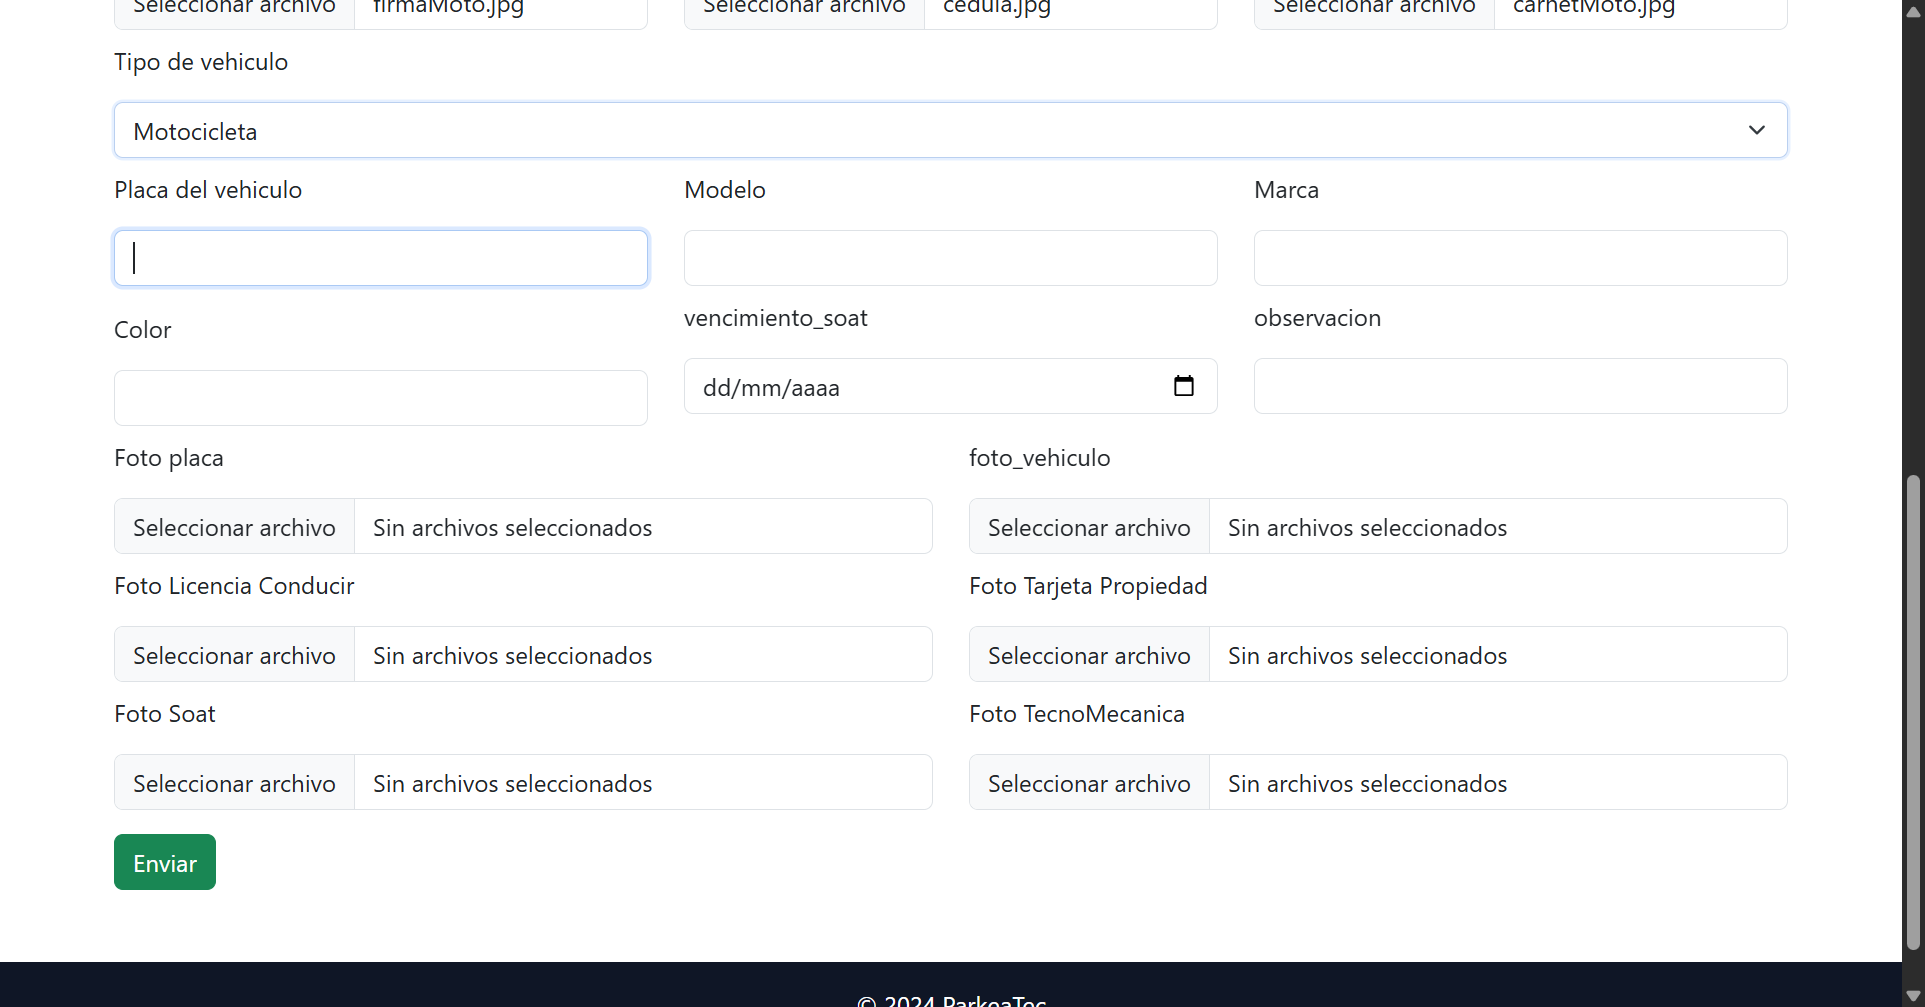 Seleccionar archivo firmaMoto.jpg Seleccionar archivo cedula.jpg Seleccionar archivo carnetMoto.jpg
Tipo de vehiculo
Motocicleta
Placa del vehiculo Modelo Marca
Color vencimiento_soat observacion
dd/mm/aaaa
Foto placa foto_vehiculo
Seleccionar archivo Sin archivos seleccionados Seleccionar archivo Sin archivos seleccionados
Foto Licencia Conducir Foto Tarjeta Propiedad
Seleccionar archivo Sin archivos seleccionados Seleccionar archivo Sin archivos seleccionados
Foto Soat Foto TecnoMecanica
Seleccionar archivo Sin archivos seleccionados Seleccionar archivo Sin archivos seleccionados
Enviar
© 2024 ParkeaTec